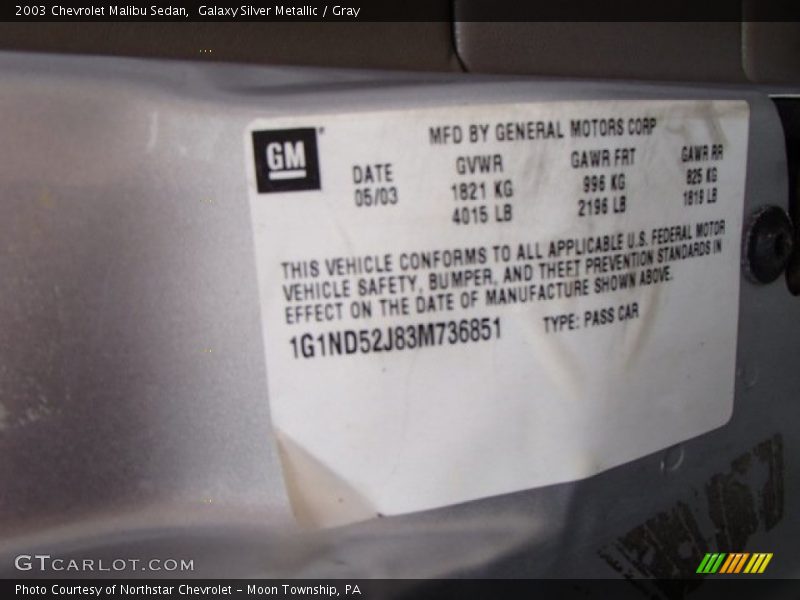 2003 Chevrolet Malibu Sedan, Galaxy Silver Metallic / Gray
GM
MFD BY GENERAL MOTORS CORP
DATE GVWR GAWR FRT GAWR RR
05/03 1821 KG 996 KG 825 KG
4015 LB 2196 LB 1819 LB
THIS VEHICLE CONFORMS TO ALL APPLICABLE U.S. FEDERAL MOTOR
VEHICLE SAFETY, BUMPER, AND THEFT PREVENTION STANDARDS IN
EFFECT ON THE DATE OF MANUFACTURE SHOWN ABOVE.
1G1ND52J83M736851 TYPE: PASS CAR
GTCARLOT.COM
Photo Courtesy of Northstar Chevrolet - Moon Township, PA